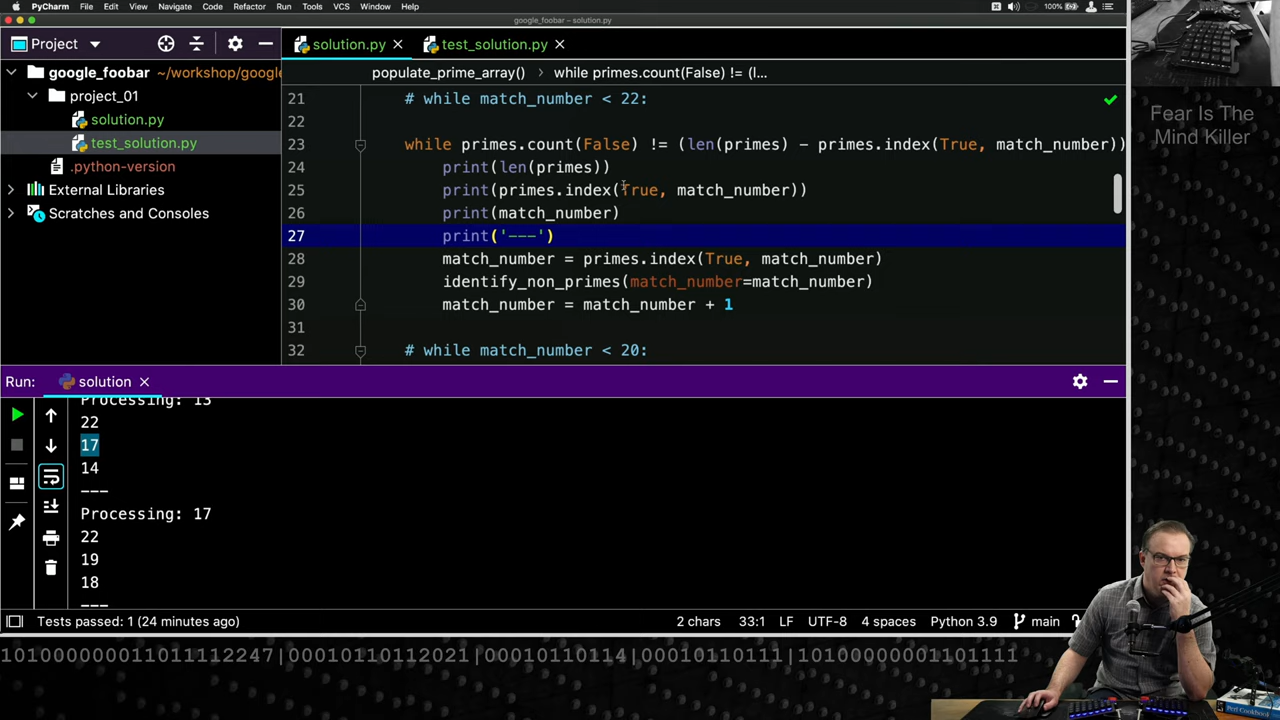 PyCharm File Edit View Navigate Code Refactor Run Tools VCS Window Help 100%
google_foobar – solution.py
Project
solution.py
test_solution.py
google_foobar ~/workshop/google
project_01
solution.py
test_solution.py
.python-version
External Libraries
Scratches and Consoles
populate_prime_array() › while primes.count(False) != (l...
21 # while match_number < 22:
22
23 while primes.count(False) != (len(primes) - primes.index(True, match_number))
24 print(len(primes))
25 print(primes.index(True, match_number))
26 print(match_number)
27 print('---')
28 match_number = primes.index(True, match_number)
29 identify_non_primes(match_number=match_number)
30 match_number = match_number + 1
31
32 # while match_number < 20:
Run: solution
Processing: 13
22
17
14
---
Processing: 17
22
19
18
---
Tests passed: 1 (24 minutes ago)
2 chars 33:1 LF UTF-8 4 spaces Python 3.9 main
Fear Is The
Mind Killer
Perl Cookbook